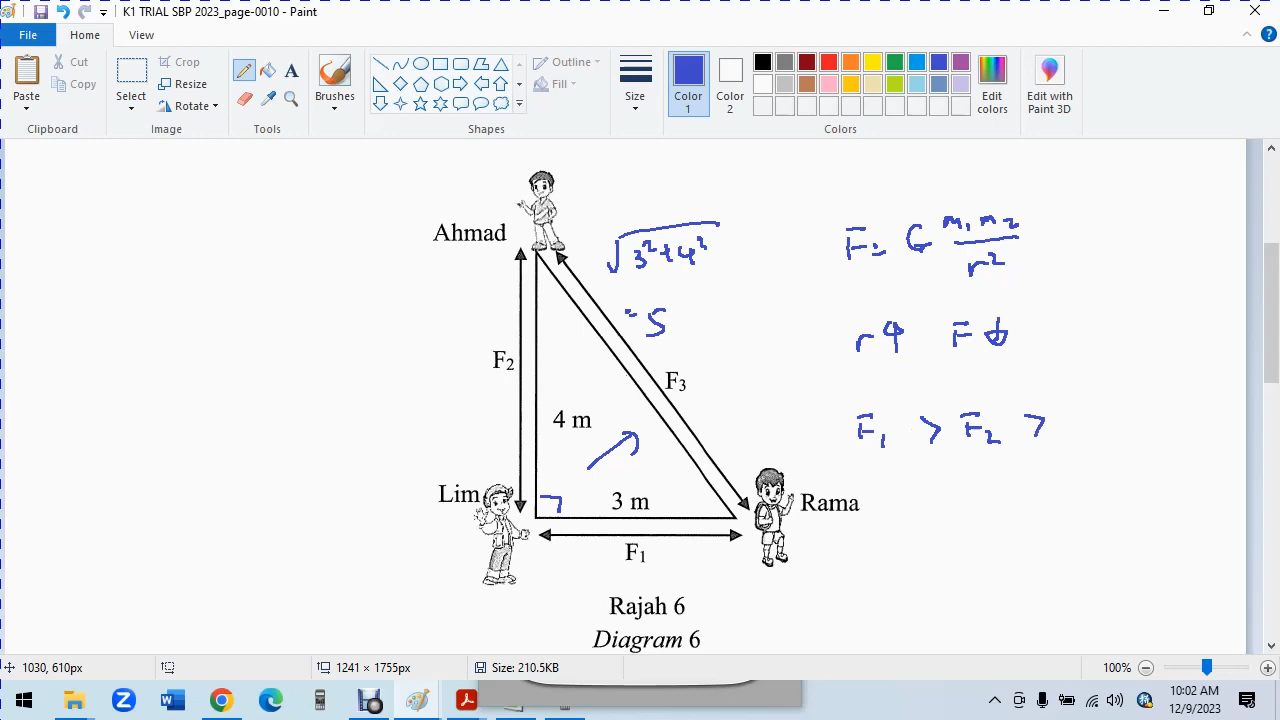 K1 TRIAL SBP 2023_page-0010 - Paint
File Home View
Paste
Cut
Copy
Clipboard
Select
Crop
Resize
Rotate
Image
A
Tools
Brushes
Outline
Fill
Shapes
Size
Color 1
Color 2
Edit colors
Colors
Edit with Paint 3D
Ahmad
√3²+4²
F = G m₁m₂/r²
= 5
r↑ F↓
F₂
F₃
4 m
F₁ > F₂ >
Lim
3 m
Rama
F₁
Rajah 6
Diagram 6
1030, 610px
1241 × 1755px
Size: 210.5KB
100%
10:02 AM
12/9/2023